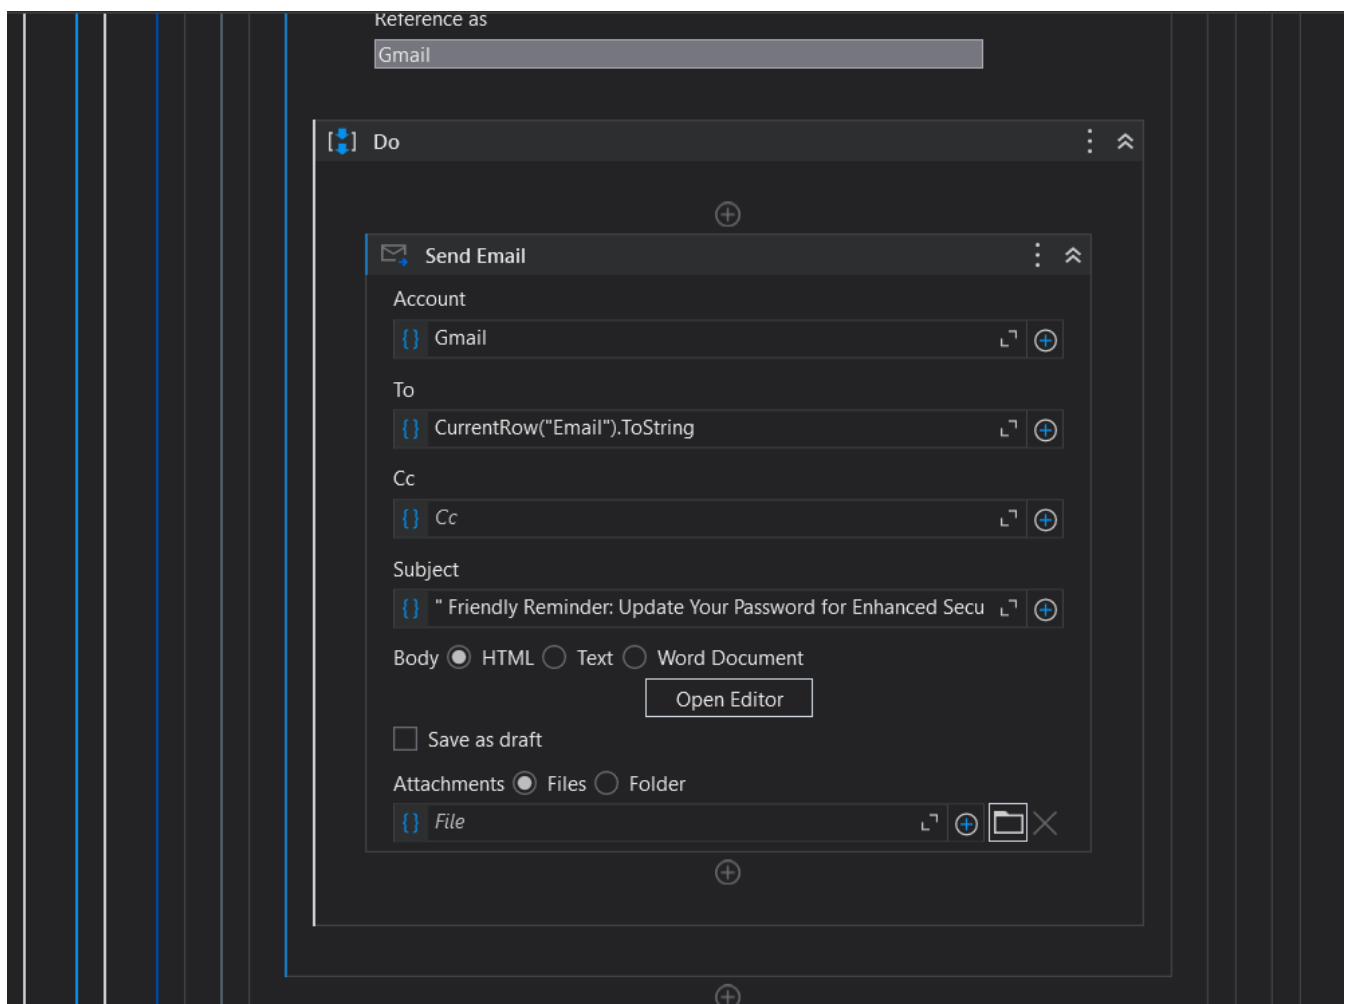 Reference as
Gmail
Do
Send Email
Account
{} Gmail
To
{} CurrentRow("Email").ToString
Cc
{} Cc
Subject
{} " Friendly Reminder: Update Your Password for Enhanced Secu
Body HTML Text Word Document
Open Editor
Save as draft
Attachments Files Folder
{} File